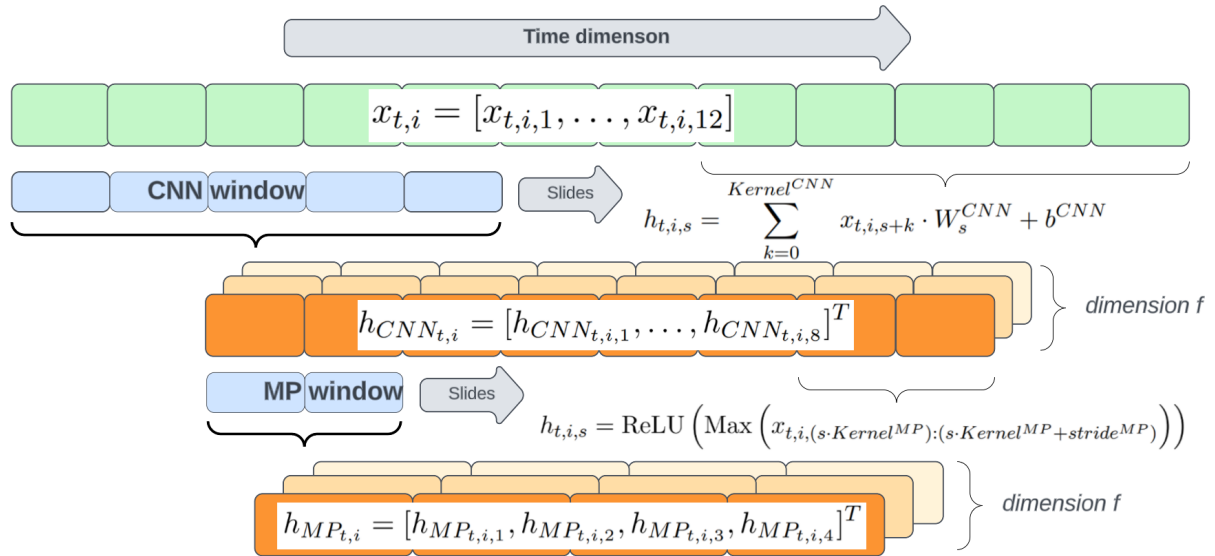 Time dimenson
x_{t,i} = [x_{t,i,1}, . . . , x_{t,i,12}]
CNN window
Slides
h_{t,i,s} = \sum_{k=0}^{Kernel^{CNN}} x_{t,i,s+k} · W_s^{CNN} + b^{CNN}
h_{CNN_{t,i}} = [h_{CNN_{t,i,1}}, . . . , h_{CNN_{t,i,8}}]^T
dimension f
MP window
Slides
h_{t,i,s} = ReLU ( Max ( x_{t,i,(s·Kernel^{MP}):(s·Kernel^{MP}+stride^{MP})} ) )
h_{MP_{t,i}} = [h_{MP_{t,i,1}}, h_{MP_{t,i,2}}, h_{MP_{t,i,3}}, h_{MP_{t,i,4}}]^T
dimension f